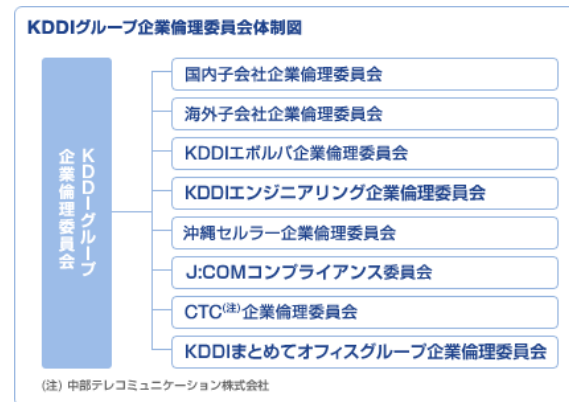 KDDIグループ企業倫理委員会体制図
KDDIグループ
企業倫理委員会
国内子会社企業倫理委員会
海外子会社企業倫理委員会
KDDIエボルバ企業倫理委員会
KDDIエンジニアリング企業倫理委員会
沖縄セルラー企業倫理委員会
J:COMコンプライアンス委員会
CTC(注)企業倫理委員会
KDDIまとめてオフィスグループ企業倫理委員会
(注) 中部テレコミュニケーション株式会社